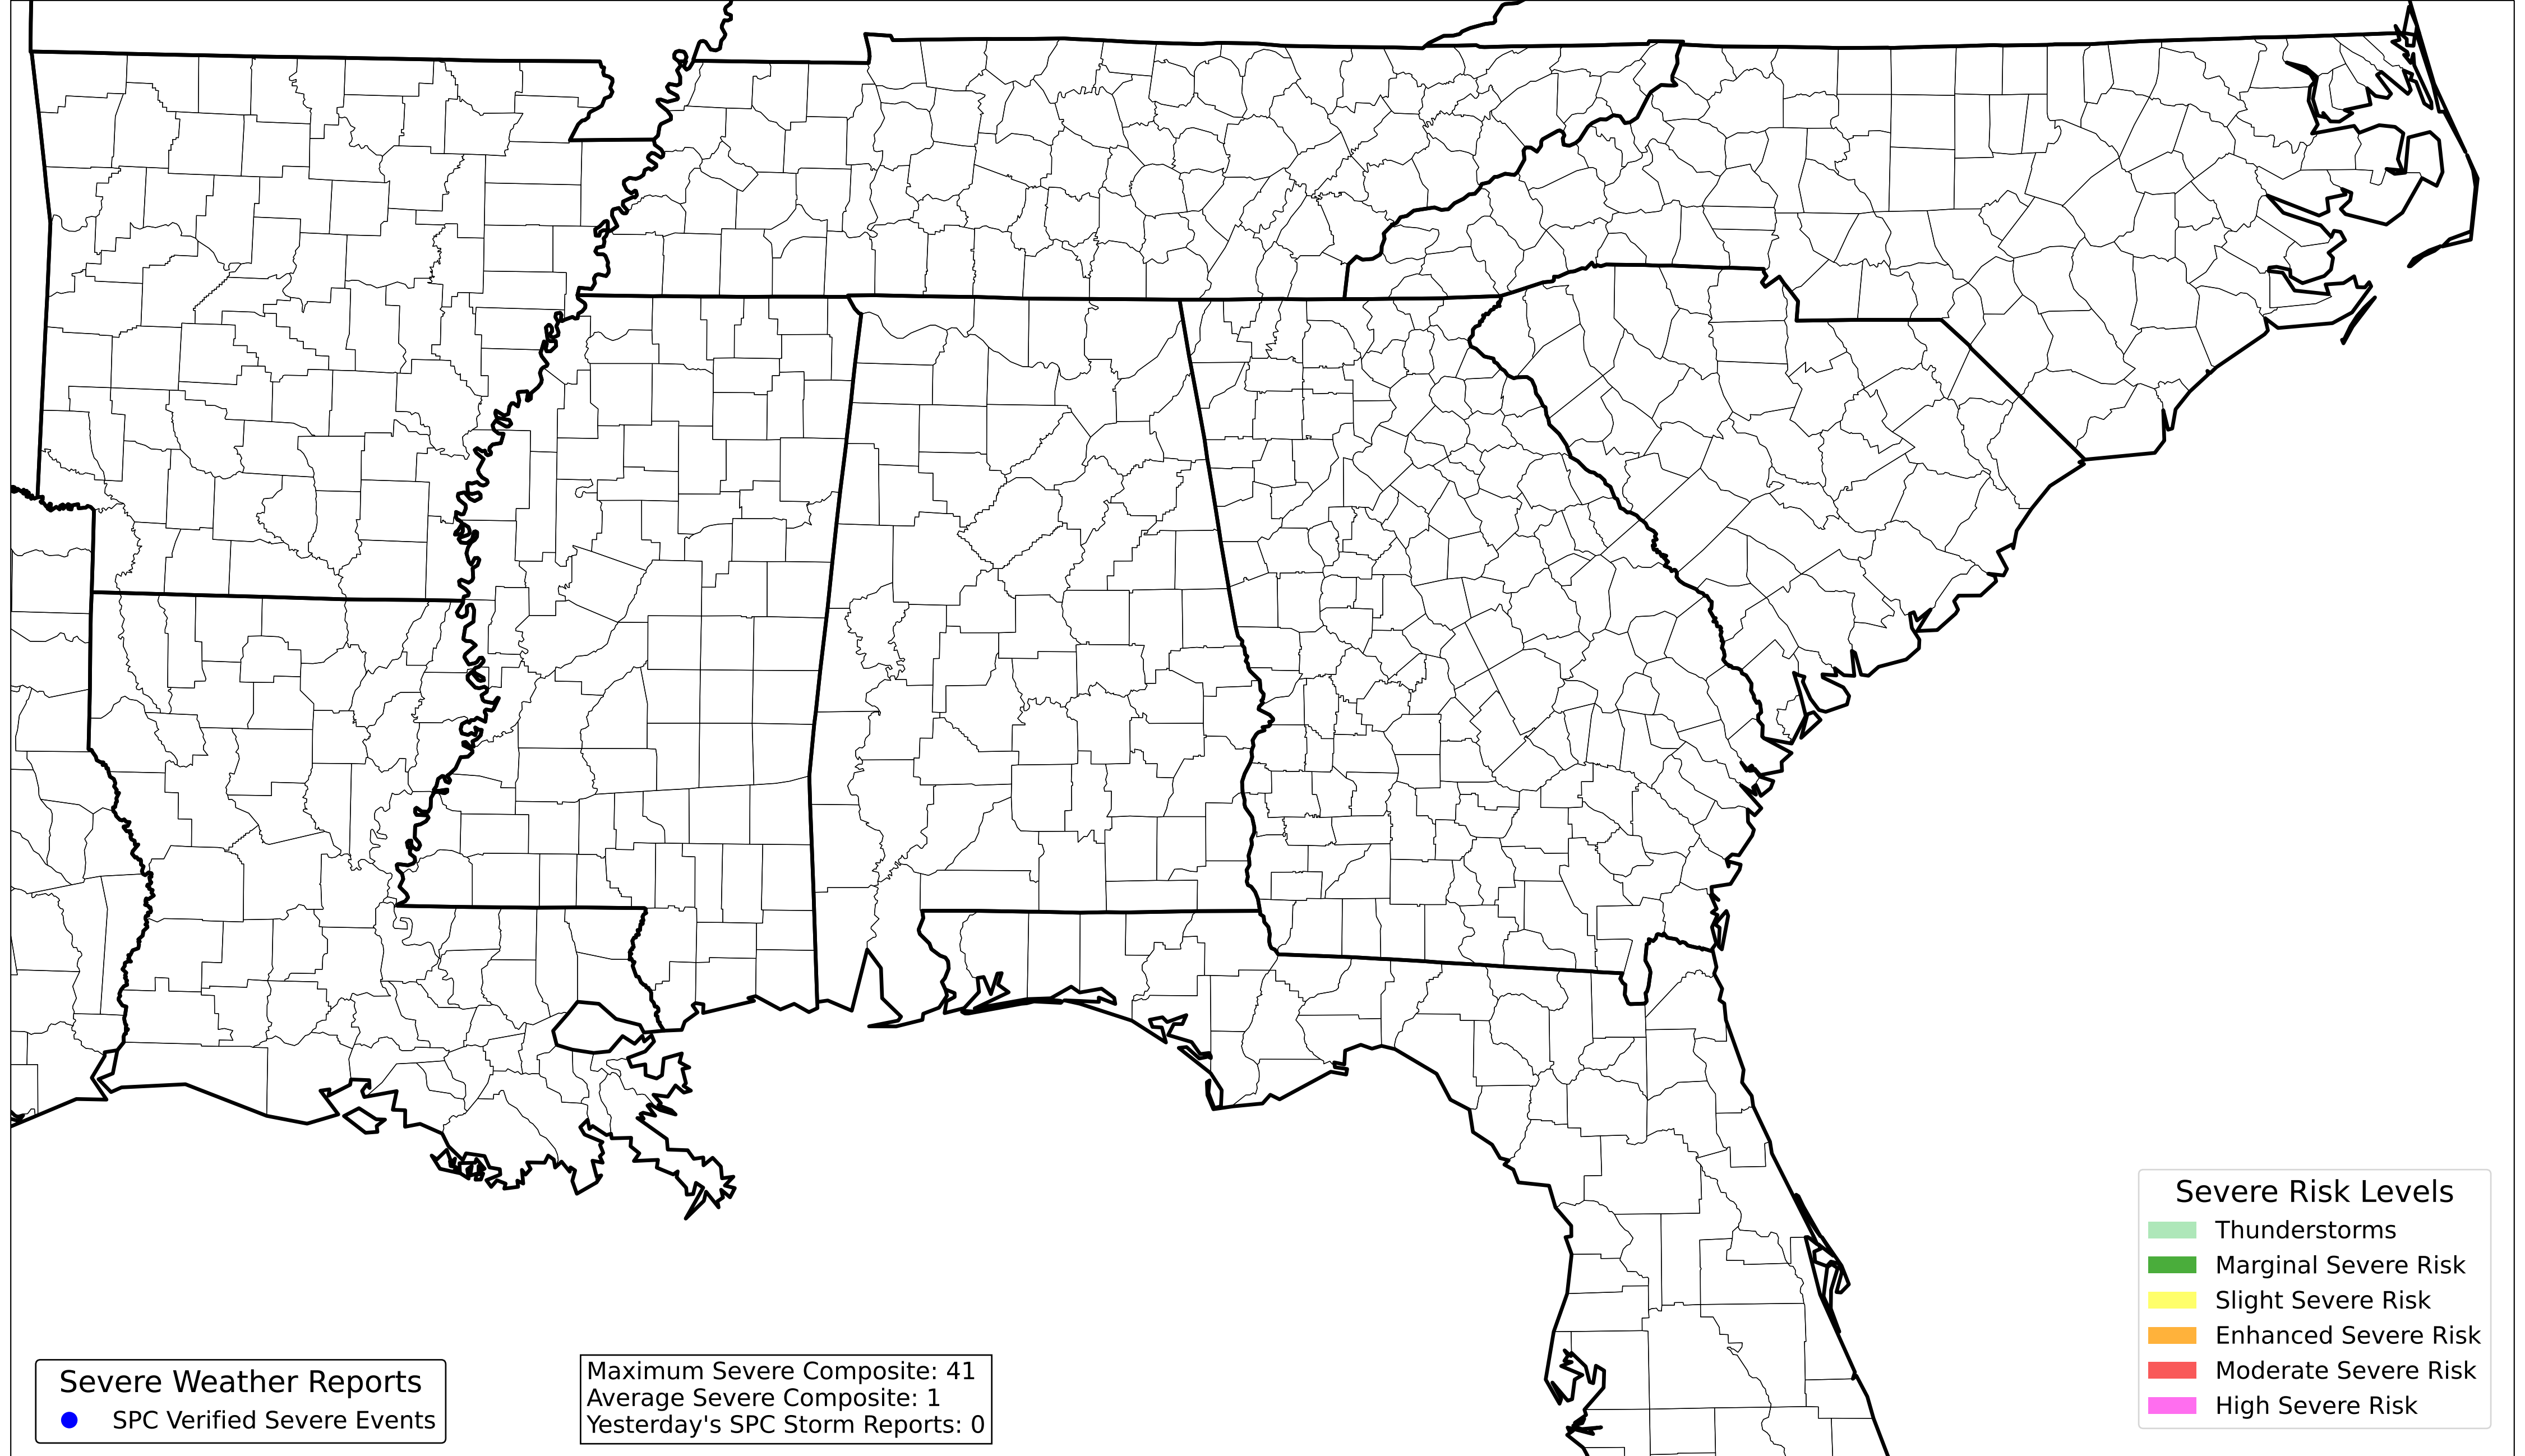 Severe Weather Reports
SPC Verified Severe Events
Maximum Severe Composite: 41
Average Severe Composite: 1
Yesterday's SPC Storm Reports: 0
Severe Risk Levels
Thunderstorms
Marginal Severe Risk
Slight Severe Risk
Enhanced Severe Risk
Moderate Severe Risk
High Severe Risk